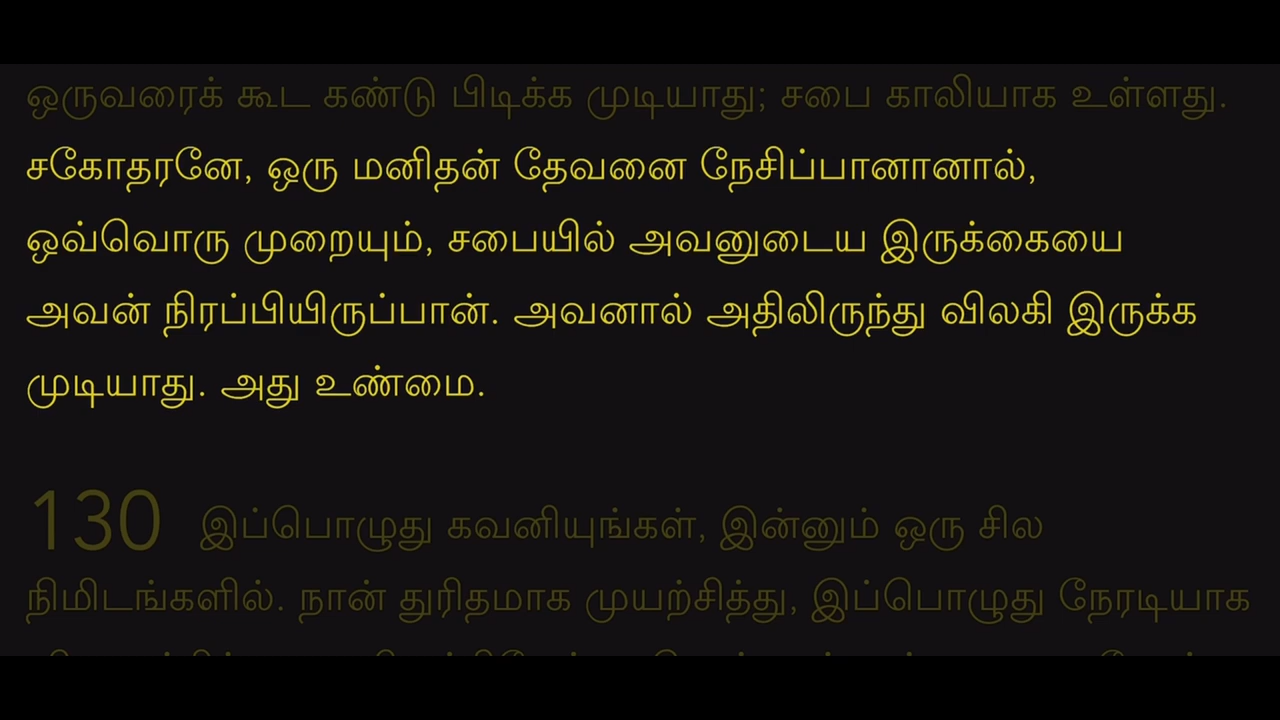 ஒருவரைக் கூட கண்டு பிடிக்க முடியாது; சபை காலியாக உள்ளது.
சகோதரனே, ஒரு மனிதன் தேவனை நேசிப்பானானால்,
ஒவ்வொரு முறையும், சபையில் அவனுடைய இருக்கையை
அவன் நிரப்பியிருப்பான். அவனால் அதிலிருந்து விலகி இருக்க
முடியாது. அது உண்மை.
130 இப்பொழுது கவனியுங்கள், இன்னும் ஒரு சில
நிமிடங்களில். நான் துரிதமாக முயற்சித்து, இப்பொழுது நேரடியாக